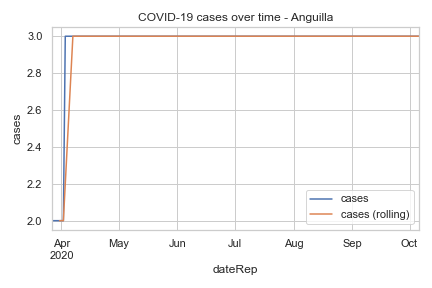 COVID-19 cases over time - Anguilla
3.0
2.8
2.6
2.4
2.2
2.0
cases
cases
cases (rolling)
Apr May Jun Jul Aug Sep Oct
2020
dateRep